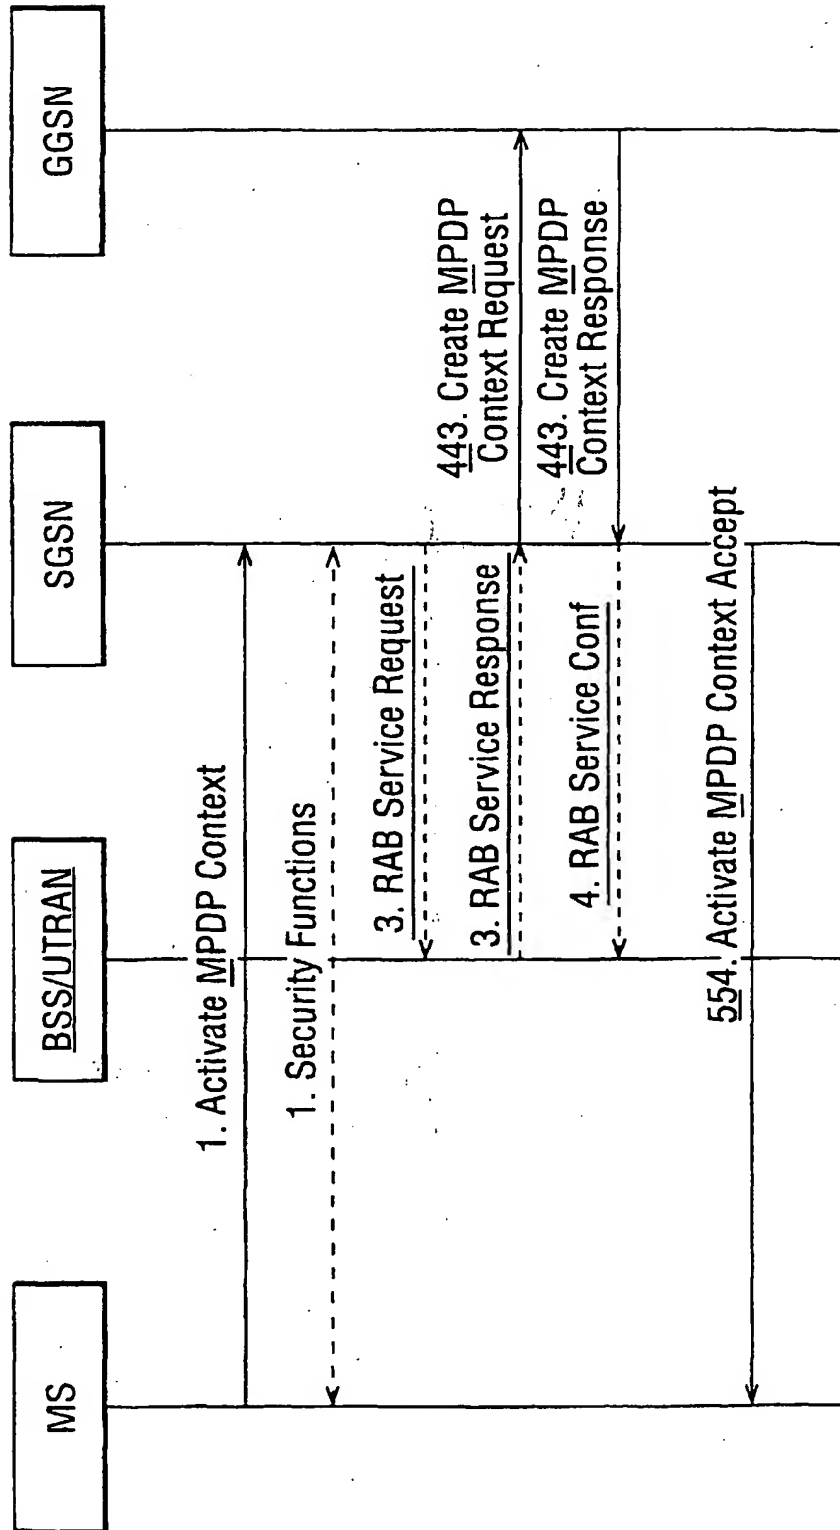 MS
BSS/UTRAN
SGSN
GGSN
1. Activate MPDP Context
1. Security Functions
3. RAB Service Request
3. RAB Service Response
443. Create MPDP
Context Request
4. RAB Service Conf
443. Create MPDP
Context Response
554. Activate MPDP Context Accept